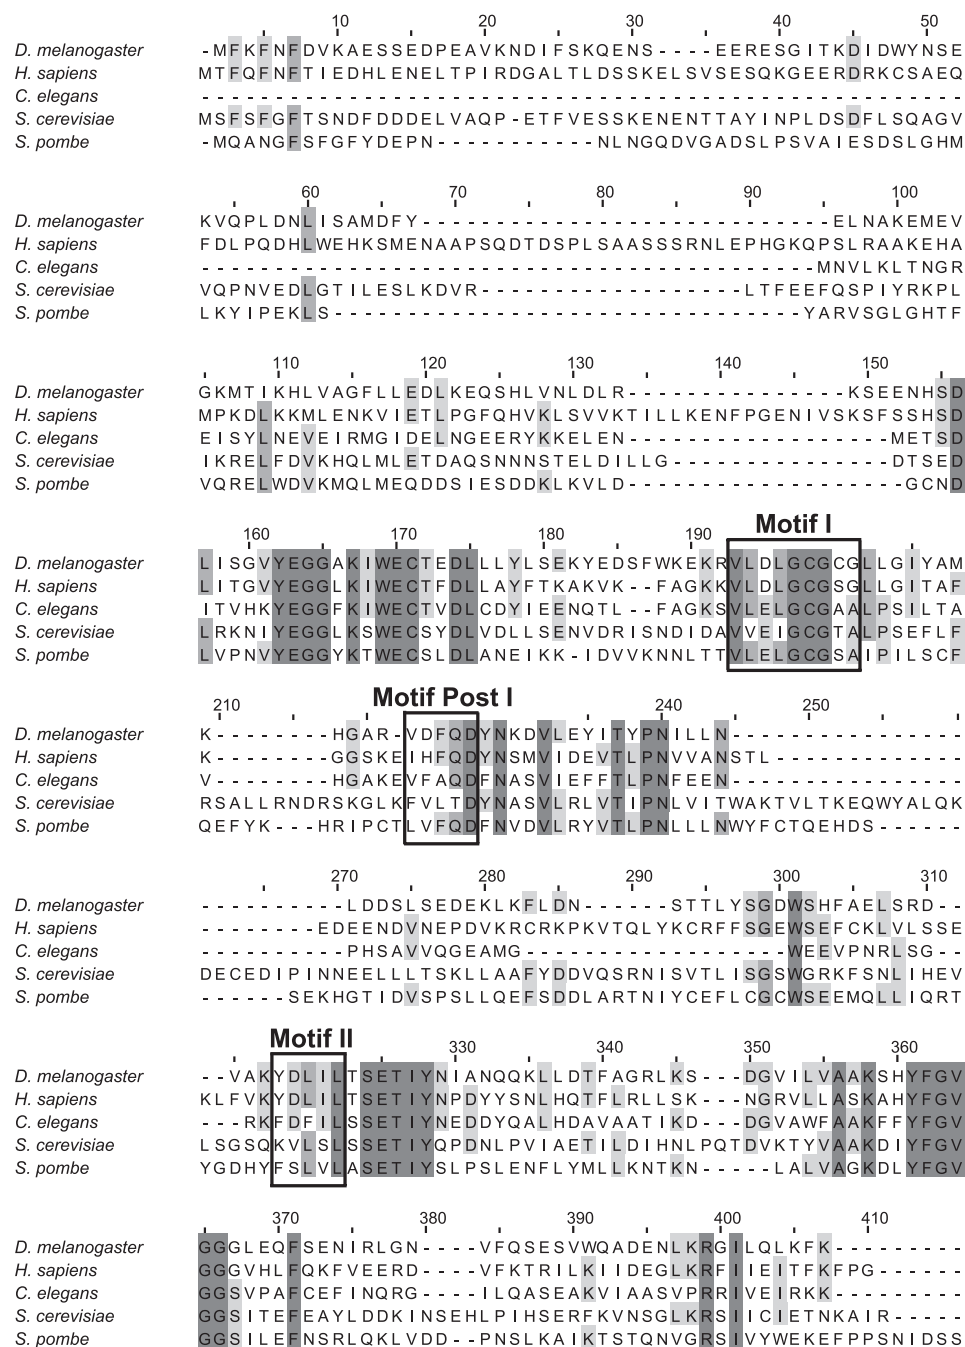 10 20 30 40 50
D. melanogaster -MFKFNFDVKAESSEDPEAVKNDIFSKQENS----EERESGITKDIDWYNSE
H. sapiens MTFQFNFTIEDHLENELTPIRDGALTLDSSKELSVSESQKGEERDRKCSAEQ
C. elegans ----------------------------------------------------
S. cerevisiae MSFSFGFTSNDFDDDELVAQP-ETFVESSKENENTTAYINPLDSDFLSQAGV
S. pombe -MQANGFSFGFYDEPN-----------NLNGQDVGADSLPSVAIESDSLGHM
60 70 80 90 100
D. melanogaster KVQPLDNLISAMDFY----------------------------ELNAKEMEV
H. sapiens FDLPQDHLWEHKSMENAAPSQDTDSPLSAASSSRNLEPHGKQPSLRAAKEHA
C. elegans ------------------------------------------MNVLKLTNGR
S. cerevisiae VQPNVEDLGTILESLKDVR------------------LTFEEFQSPIYRKPL
S. pombe LKYIPEKLS--------------------------------YARVSGLGHTF
110 120 130 140 150
D. melanogaster GKMTIKHLVAGFLLEDLKEQSHLVNLDLR---------------KSEENHSD
H. sapiens MPKDLKKMLENKVIETLPGFQHVKLSVVKTILLKENFPGENIVSKSFSSHSD
C. elegans EISYLNEVEIRMGIDELNGEERYKKELEN------------------METSD
S. cerevisiae IKRELFDVKHQLMLETDAQSNNNSTELDILLG---------------DTSED
S. pombe VQRELWDVKMQLMEQDDSIESDDKLKVLD-------------------GCND
Motif I
160 170 180 190
D. melanogaster LISGVYEGGAKIWECTEDLLLYLSEKYEDSFWKEKRVLDLGCGCGLLGIYAM
H. sapiens LITGVYEGGLKIWECTFDLLAYFTKAKVK--FAGKKVLDLGCGSGLLGITAF
C. elegans ITVHKYEGGFKIWECTVDLCDYIEENQTL--FAGKSVLELGCGAALPSILTA
S. cerevisiae LRKNIYEGGLKSWECSYDLVDLLSENVDRISNDIDAVVEIGCGTALPSEFLF
S. pombe LVPNVYEGGYKTWECSLDLANEIKK-IDVVKNNLTTVLELGCGSAIPILSCF
Motif Post I
210 220 230 240 250
D. melanogaster K-------HGAR-VDFQDYNKDVLEYITYPNILLN----------------
H. sapiens K-------GGSKEIHFQDYNSMVIDEVTLPNVVANSTL-------------
C. elegans V-------HGAKEVFAQDFNASVIEFFTLPNFEEN----------------
S. cerevisiae RSALLRNDRSKGLKFVLTDYNASVLRLVTIPNLVITWAKTVLTKEQWYALQK
S. pombe QEFYK---HRIPCTLVFQDFNVDVLRYVTLPNLLLNWYFCTQEHDS------
270 280 290 300 310
D. melanogaster ----------LDDSLSEDEKLKFLDN------STTLYSGDWSHFAELSRD--
H. sapiens --------EDEENDVNEPDVKRCRKPKVTQLYKCRFFSGEWSEFCKLVLSSE
C. elegans ----------PHSAVVQGEAMG------------------WEEVPNRLSG--
S. cerevisiae DECEDIPINNEELLLLTSKLLAAFYDDVQSRNISVTLISGSWGRKFSNLIHEV
S. pombe ------SEKHGTIDVSPSLLQEFSDDLARTNIYCEFLCGCWSEEMQLLIQRT
Motif II
330 340 350 360
D. melanogaster --VAKYDLILTSETIYNIANQQKLLDTFAGRLKS---DGVILVAAKSHYFGV
H. sapiens KLFVKYDLILTSETIYNPDYYSNLHQTFLRLLSK---NGRVLLASKAHYFGV
C. elegans ---RKFDFILSSETIYNEDDYQALHDAVAATIKD---DGVAWFAAKFFYFGV
S. cerevisiae LSGSQKVLSLSSETIYQPDNLPVIAETILDIHNLPQTDVKTYVAAKDIYFGV
S. pombe YGDHYFSLVLASETIYSLPSLENFLYMLLKNTKN-----LALVAGKDLYFGV
370 380 390 400 410
D. melanogaster GGGLEQFSENIRLGN----VFQSESVWQADENLKRGILQLKFK---------
H. sapiens GGGVHLFQKFVEERD----VFKTRILKIIDEGLKRFIIEITFKFPG------
C. elegans GGSVPAFCEFINQRG----ILQASEAKVIAASVPRRIVEIRKK---------
S. cerevisiae GGSITEFEAYLDDKINSEHLPIHSERFKVNSGLKRSIICIETNKAIR-----
S. pombe GGSILEFNSRLQKLVDD--PNSLKAIKTSTQNVGRSIVYWEKEFPPSNIDSS